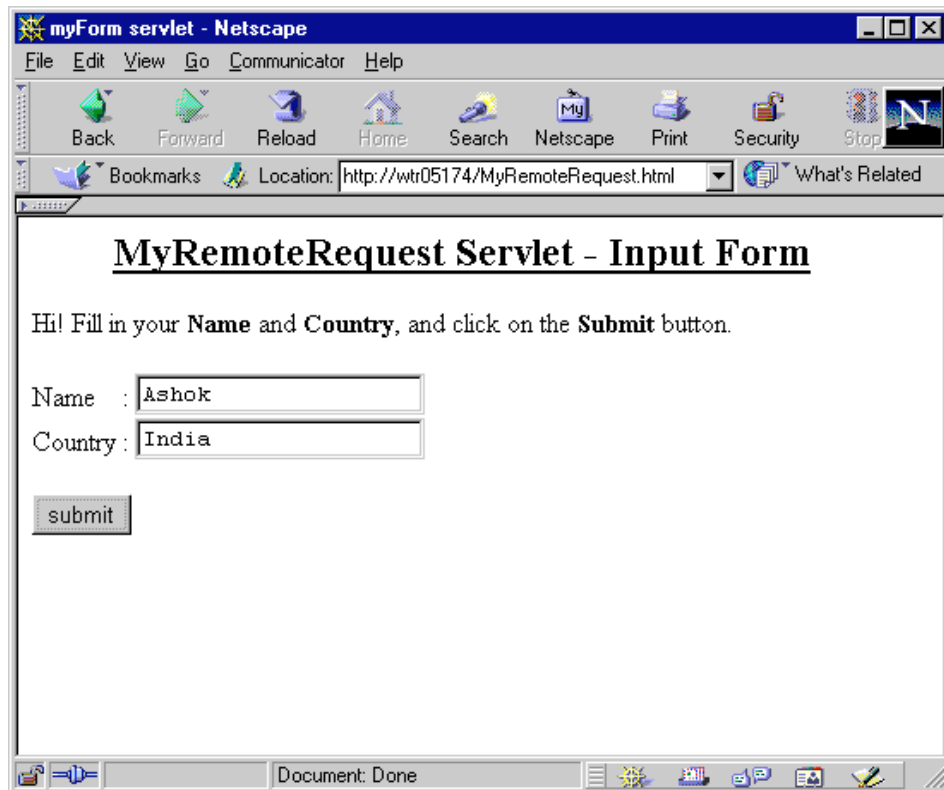 myForm servlet - Netscape
File Edit View Go Communicator Help
My N
Back Forward Reload Home Search Netscape Print Security Stop
Bookmarks Location: http://wtr05174/MyRemoteRequest.html What's Related
MyRemoteRequest Servlet - Input Form
Hi! Fill in your Name and Country, and click on the Submit button.
Name : Ashok
Country : India
submit
Document: Done